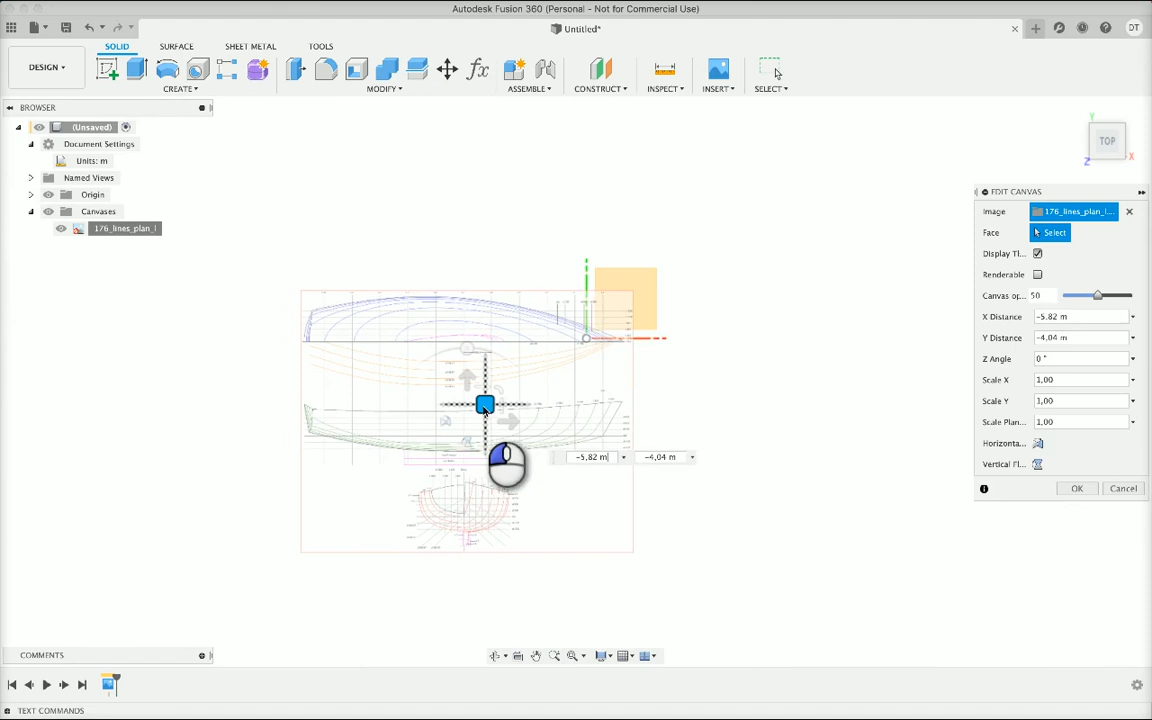 Autodesk Fusion 360 (Personal - Not for Commercial Use)
Untitled*
DT
SOLID
SURFACE
SHEET METAL
TOOLS
DESIGN
CREATE
MODIFY
ASSEMBLE
CONSTRUCT
INSPECT
INSERT
SELECT
BROWSER
(Unsaved)
Document Settings
Units: m
Named Views
Origin
Canvases
176_lines_plan_l
Y
TOP
Z
X
EDIT CANVAS
Image
176_lines_plan_l...
Face
Select
Display Th...
Renderable
Canvas op...
50
X Distance
-5.82 m
Y Distance
-4.04 m
Z Angle
0 °
Scale X
1,00
Scale Y
1,00
Scale Plan...
1,00
Horizonta...
Vertical Fl...
OK
Cancel
-5,82 m
-4,04 m
COMMENTS
TEXT COMMANDS